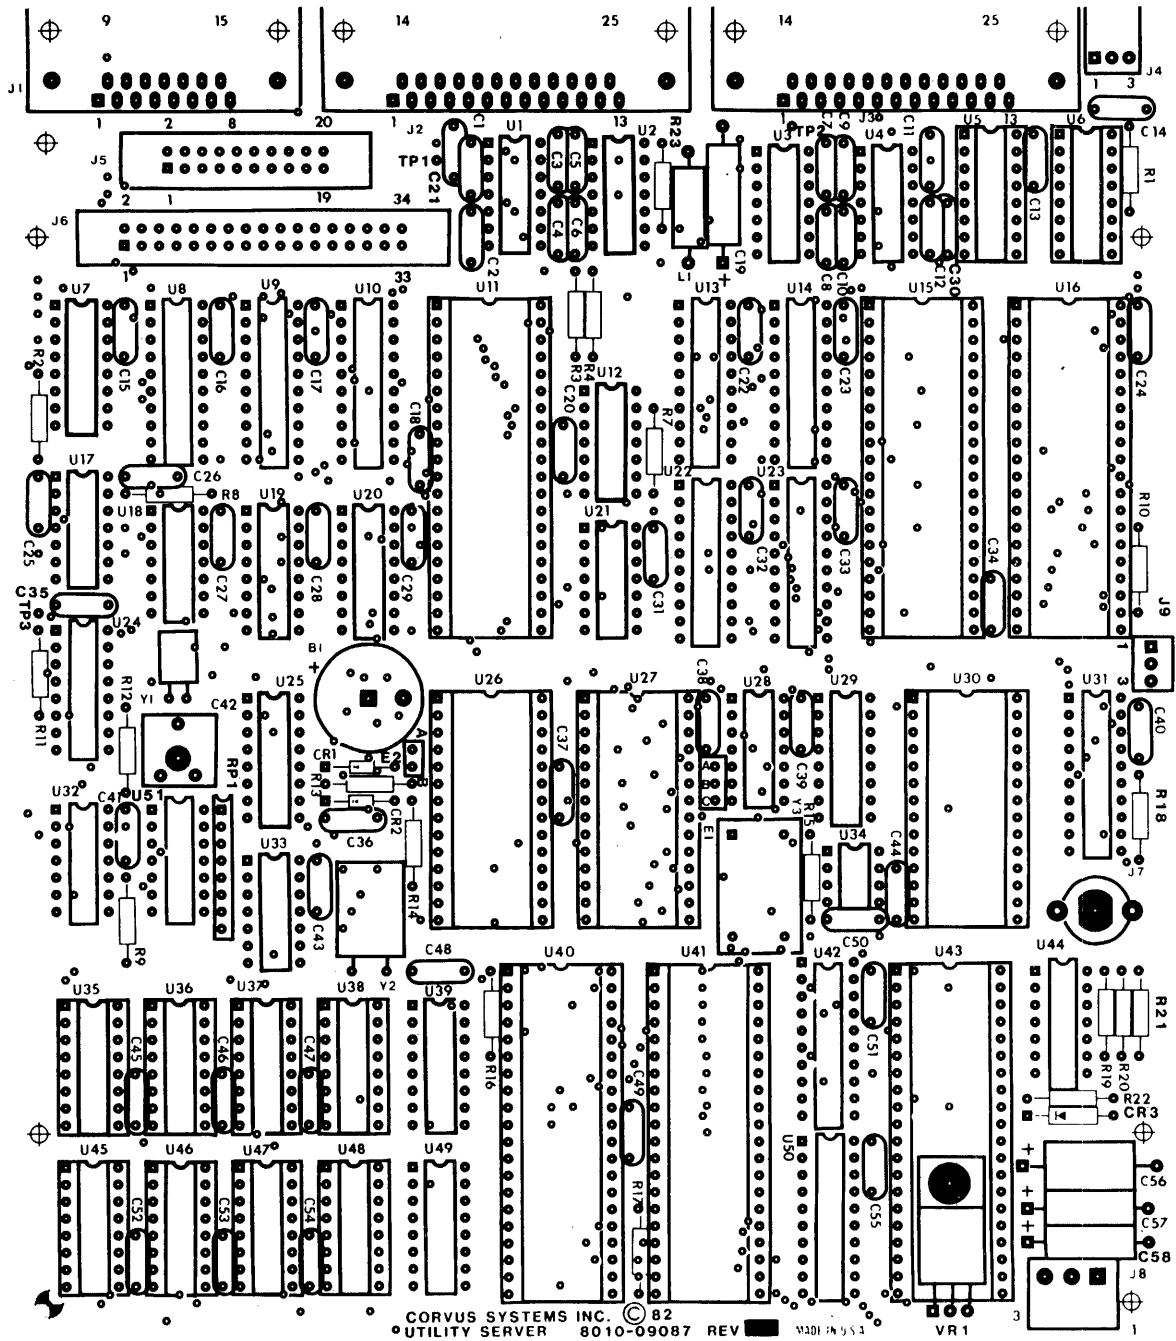 9 15 14 25 14 25
J4
J1
1 3
C14
1 2 8 20 1 J2 C1 U1 13 U2 R23 1 J3 TP2 C7 C9 U4 C11 U5 13 U6
U3
J5
TP1 C21 C3 C5 R1
19
2 1 34
J6
C4 C6 C13
1 33 C2 L1 C19 + C8 C10 C12 C30
U7 U8 U9 U10 U11 U13 U14 U15 U16
R2 C15 R2 C16 C17 R3 R4 C22 C23 C24
U12
C18 C20 R7
U17 C26 U22 U23
R8
U18 U19 U20 U21 R10
C25 C27 C28 C29 C31 C32 C33 C34
C35
TP3 U24
J9
1
B1
+
3
R11 R12 Y1 C42 U25 U26 U27 C38 U28 U29 U30 U31
A E2 B C37 C40
CR1
R13
RP1 A B C C39
U32 C41 U51 CR2 C36 E1 Y3 R15 R18
U33 U34 C44
J7
R9 C43 R14 C50
C48 U40 U41 U42 U43 U44
Y2
U35 U36 U37 U38 U39
C45 C46 C47 R16 C49 C51 R19 R20 R21
R22
CR3
U45 U46 U47 U48 U49 U50
+ C56
+ C57
+ C58
C52 C53 C54 R17 C55
J8
3 1
CORVUS SYSTEMS INC. © 82
UTILITY SERVER 8010-09087 REV MADE IN USA
VR1